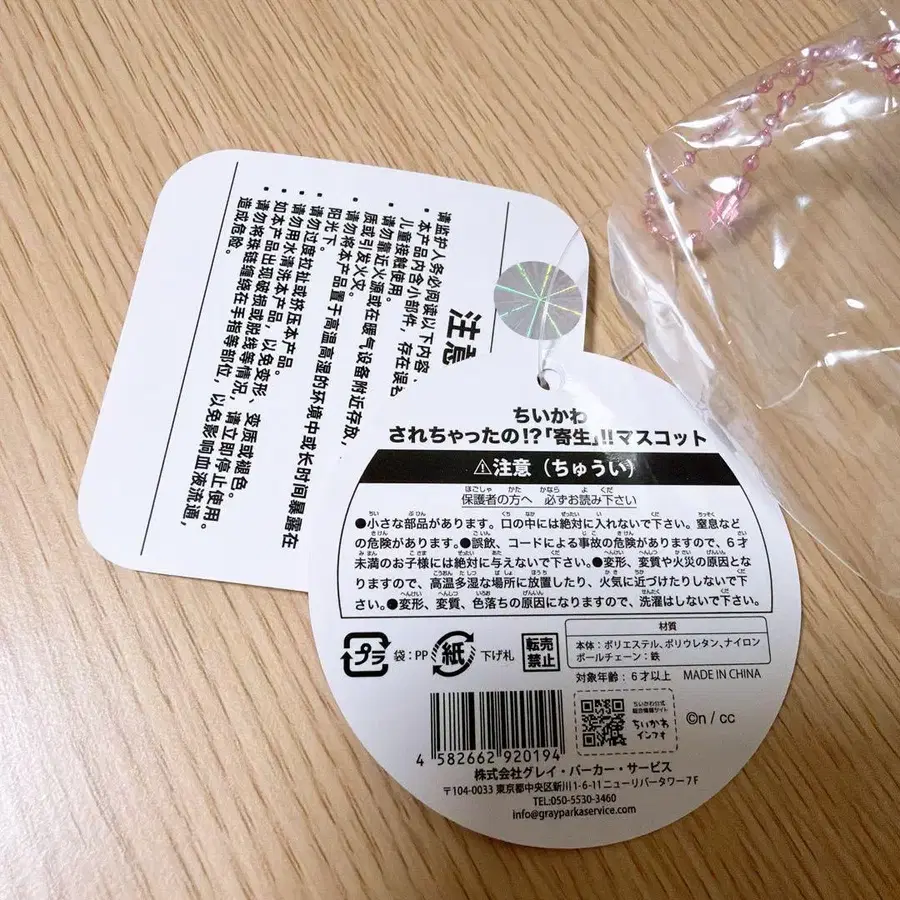 ちいかわ
されちゃったの!?「寄生」!!マスコット
⚠注意（ちゅうい）
保護者の方へ 必ずお読み下さい
●小さな部品があります。口の中には絶対に入れないで下さい。窒息など
の危険があります。●誤飲、コードによる事故の危険がありますので、6才
未満のお子様には絶対に与えないで下さい。●変形、変質や火災の原因とな
りますので、高温多湿な場所に放置したり、火気に近づけたりしないで下
さい。●変形、変質、色落ちの原因になりますので、洗濯はしないで下さい。
プラ 袋:PP 紙 下げ札
転売
禁止
材質
本体:ポリエステル、ポリウレタン、ナイロン
ボールチェーン:鉄
対象年齢:6才以上 MADE IN CHINA
4 582662 920194
ちいかわ公式
総合情報サイト
ちいかわ
インフォ
©n / cc
株式会社グレイ・パーカー・サービス
〒104-0033 東京都中央区新川1-6-11ニューリバータワー7F
TEL:050-5530-3460
info@grayparkaservice.com
注意
请监护人务必阅读以下内容
• 本产品内含小部件，存在误
儿童接触使用。
• 请勿靠近火源或在暖气设备附近存放，
质或引发火灾。
• 请勿将本产品置于高温高湿的环境中或长时间暴露在
阳光下。
• 请勿过度拉扯或挤压本产品。
• 请勿用水清洗本产品，以免变形、变质或褪色。
• 如本产品出现破损或脱线等情况，请立即停止使用。
• 请勿将珠链缠绕在手指等部位，以免影响血液流通，
造成危险。